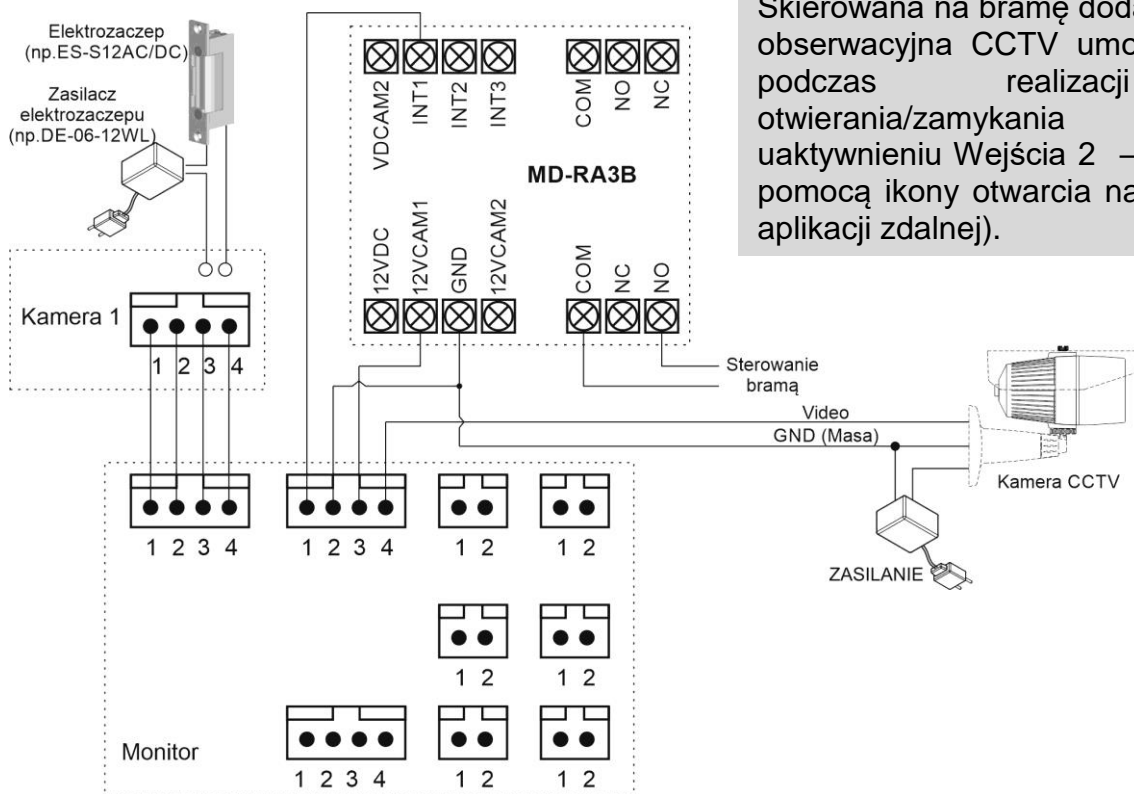 Elektrozaczep
(np.ES-S12AC/DC)
Zasilacz
elektrozaczepu
(np.DE-06-12WL)
Kamera 1
1 2 3 4
VDCAM2 INT1 INT2 INT3 COM NO NC
MD-RA3B
12VDC 12VCAM1 GND 12VCAM2 COM NC NO
Skierowana na bramę
obserwacyjna CCTV
podczas realizacji
otwierania/zamykania
uaktywnieniu Wejścia 2 –
pomocą ikony otwarcia
aplikacji zdalnej).
Sterowanie
bramą
Video
GND (Masa)
Kamera CCTV
ZASILANIE
1 2 3 4 1 2 3 4 1 2 1 2
1 2 1 2
Monitor
1 2 3 4 1 2 1 2